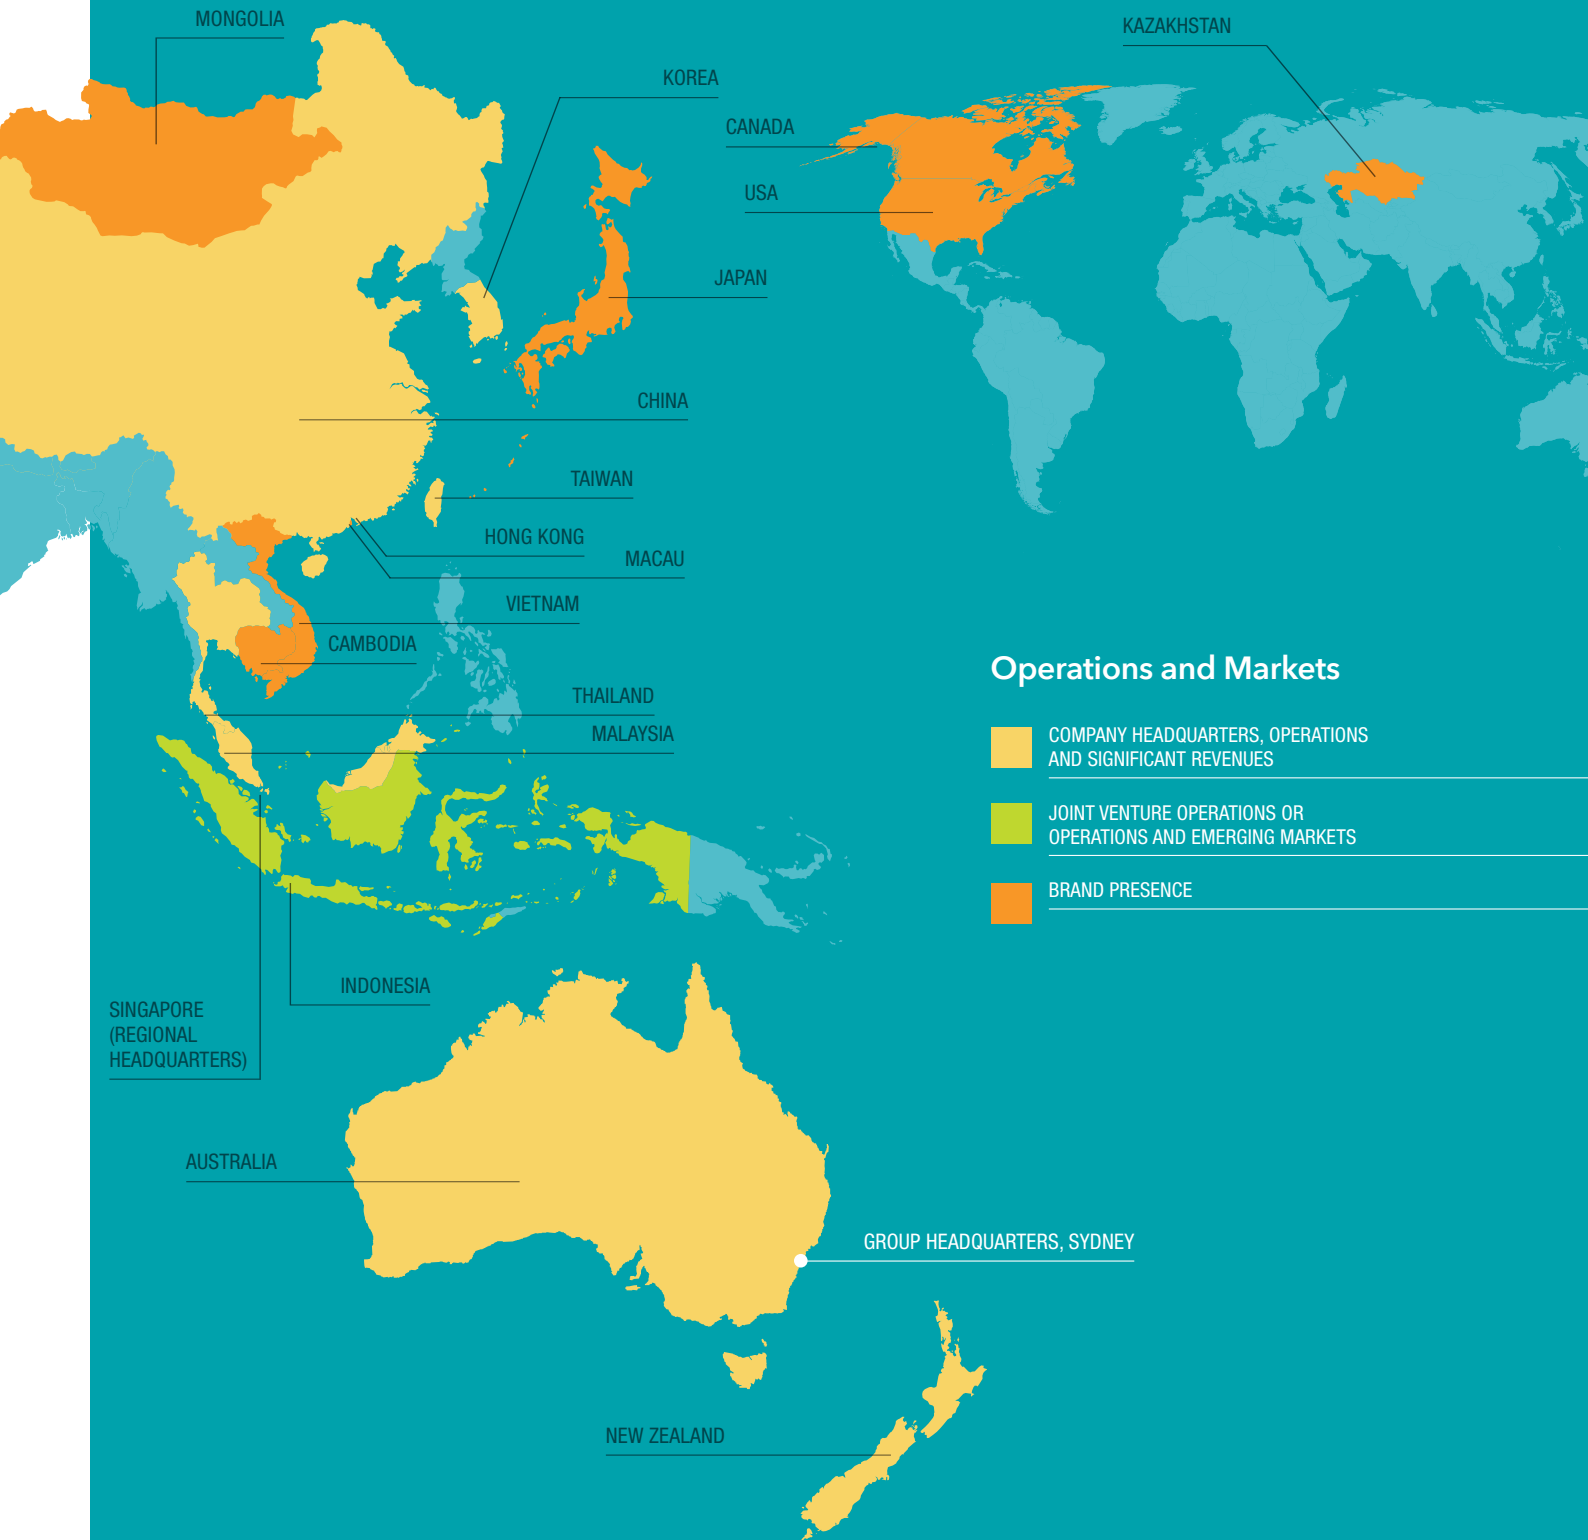 MONGOLIA
KAZAKHSTAN
KOREA
CANADA
USA
JAPAN
CHINA
TAIWAN
HONG KONG
MACAU
VIETNAM
CAMBODIA
THAILAND
MALAYSIA
Operations and Markets
COMPANY HEADQUARTERS, OPERATIONS
AND SIGNIFICANT REVENUES
JOINT VENTURE OPERATIONS OR
OPERATIONS AND EMERGING MARKETS
BRAND PRESENCE
INDONESIA
SINGAPORE
(REGIONAL
HEADQUARTERS)
AUSTRALIA
GROUP HEADQUARTERS, SYDNEY
NEW ZEALAND